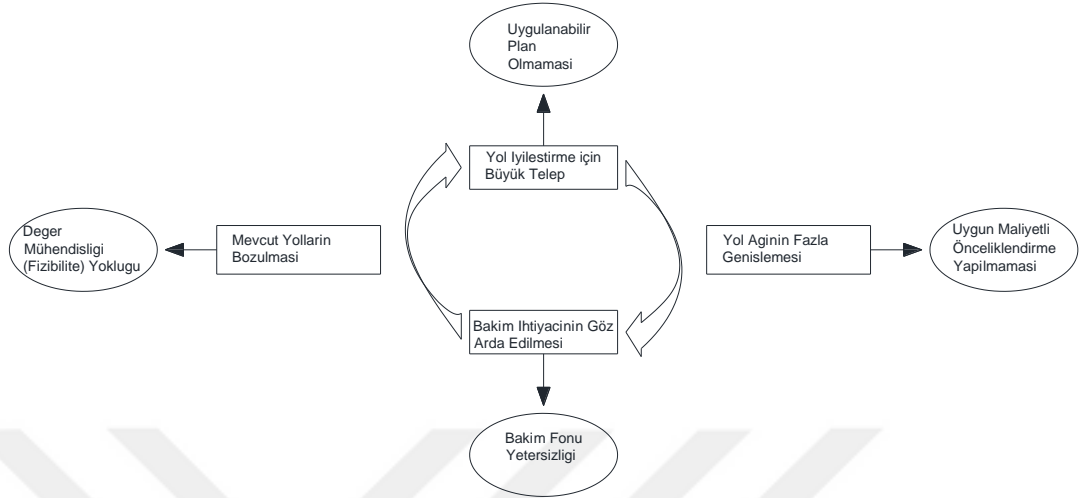 Uygulanabilir
Plan
Olmamasi
Yol Iyilestirme için
Büyük Telep
Deger
Mühendisligi
(Fizibilite) Yoklugu
Mevcut Yollarin
Bozulmasi
Yol Aginin Fazla
Genislemesi
Uygun Maliyetli
Önceliklendirme
Yapilmamasi
Bakim Ihtiyacinin Göz
Arda Edilmesi
Bakim Fonu
Yetersizligi